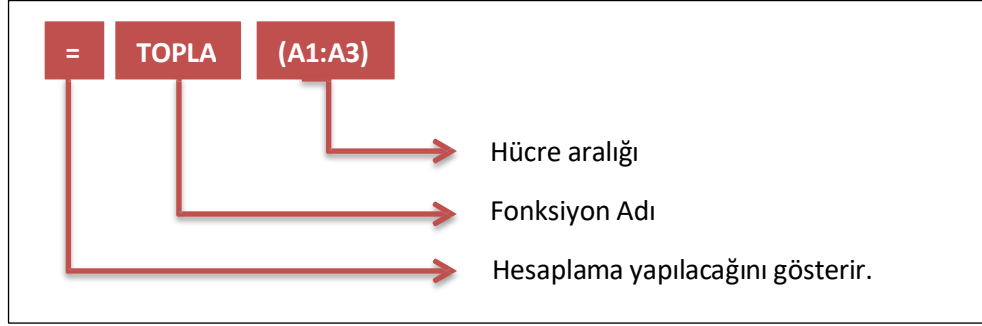 = TOPLA (A1:A3)
Hücre aralığı
Fonksiyon Adı
Hesaplama yapılacağını gösterir.